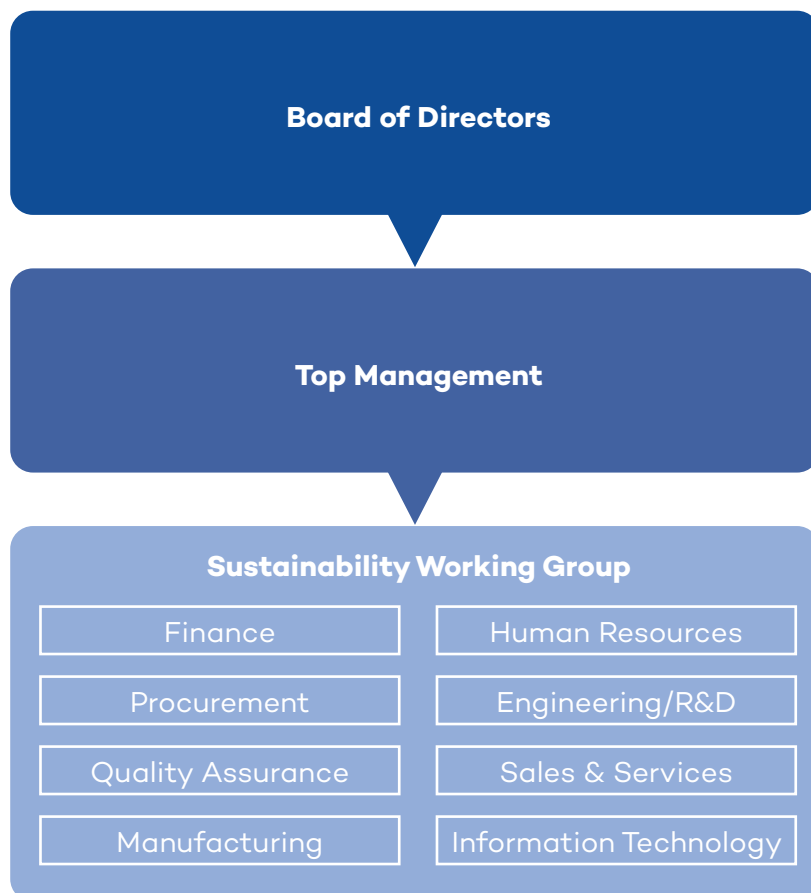 Board of Directors
Top Management
Sustainability Working Group
Finance
Human Resources
Procurement
Engineering/R&D
Quality Assurance
Sales & Services
Manufacturing
Information Technology